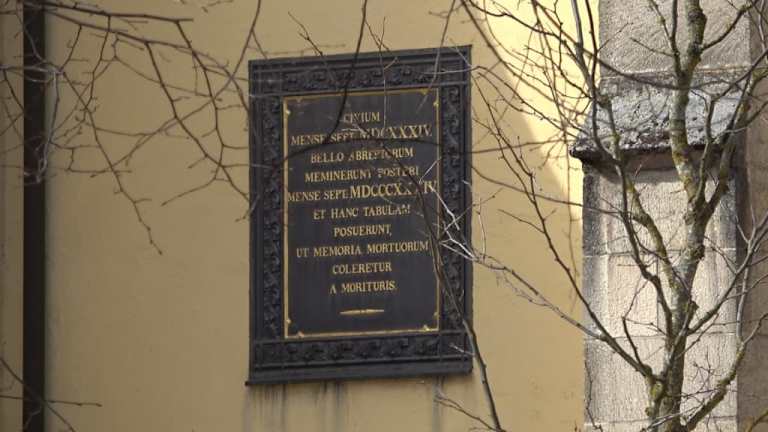 CIVIUM
MENSE SEPT. MDCXXXIV.
BELLO ABREPTORUM
MEMINERUNT POSTERI
MENSE SEPT. MDCCCXXXIV
ET HANC TABULAM
POSUERUNT,
UT MEMORIA MORTUORUM
COLERETUR
A MORITURIS.